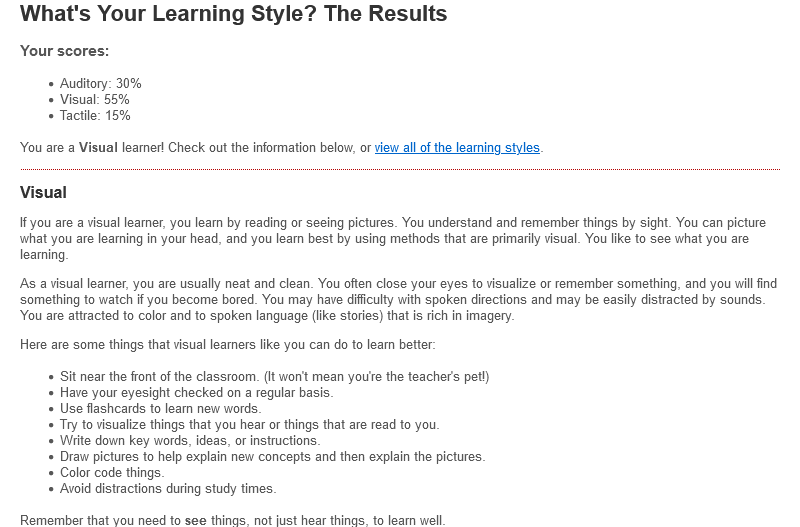 What's Your Learning Style? The Results
Your scores:
• Auditory: 30%
• Visual: 55%
• Tactile: 15%
You are a Visual learner! Check out the information below, or view all of the learning styles.
Visual
If you are a visual learner, you learn by reading or seeing pictures. You understand and remember things by sight. You can picture
what you are learning in your head, and you learn best by using methods that are primarily visual. You like to see what you are
learning.
As a visual learner, you are usually neat and clean. You often close your eyes to visualize or remember something, and you will find
something to watch if you become bored. You may have difficulty with spoken directions and may be easily distracted by sounds.
You are attracted to color and to spoken language (like stories) that is rich in imagery.
Here are some things that visual learners like you can do to learn better:
• Sit near the front of the classroom. (It won't mean you're the teacher's pet!)
• Have your eyesight checked on a regular basis.
• Use flashcards to learn new words.
• Try to visualize things that you hear or things that are read to you.
• Write down key words, ideas, or instructions.
• Draw pictures to help explain new concepts and then explain the pictures.
• Color code things.
• Avoid distractions during study times.
Remember that you need to see things, not just hear things, to learn well.